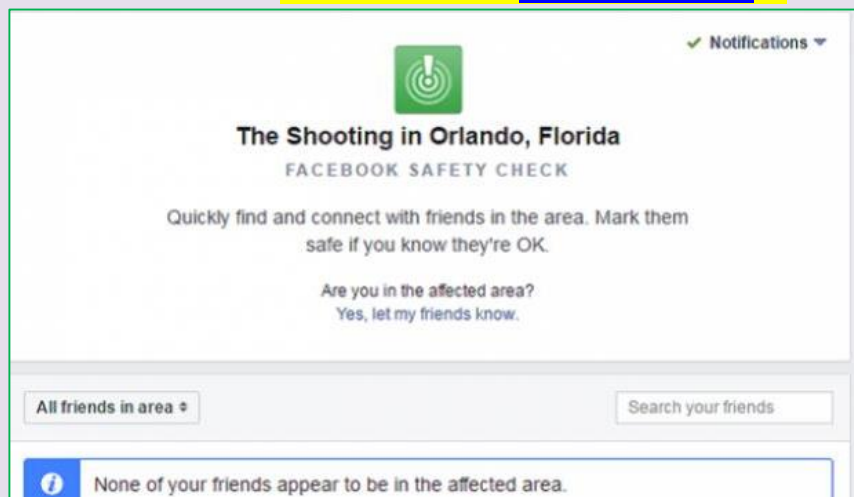 Notifications
The Shooting in Orlando, Florida
FACEBOOK SAFETY CHECK
Quickly find and connect with friends in the area. Mark them
safe if you know they're OK.
Are you in the affected area?
Yes, let my friends know.
All friends in area
Search your friends
None of your friends appear to be in the affected area.